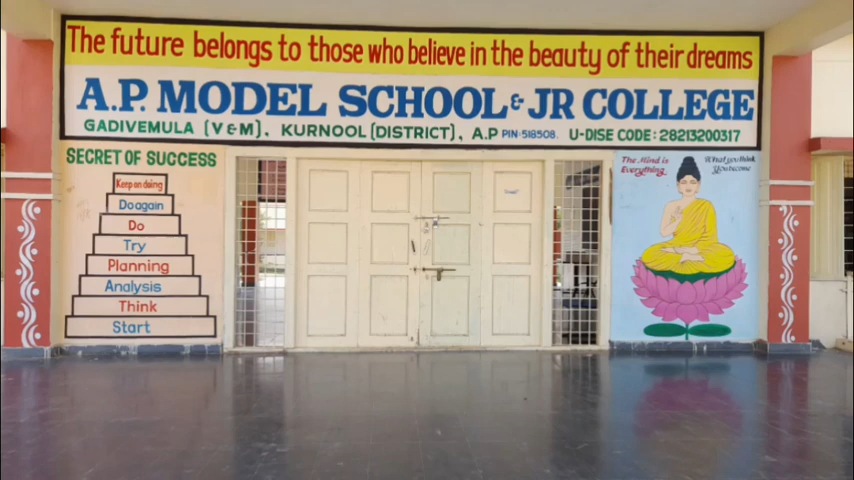 The future belongs to those who believe in the beauty of their dreams
A.P. MODEL SCHOOL & JR COLLEGE
GADIVEMULA (V&M), KURNOOL (DISTRICT), A.P PIN:518508. U-DISE CODE: 28213200317
SECRET OF SUCCESS
Keep on doing
Do again
Do
Try
Planning
Analysis
Think
Start
The Mind is
Everything
What you think
You become